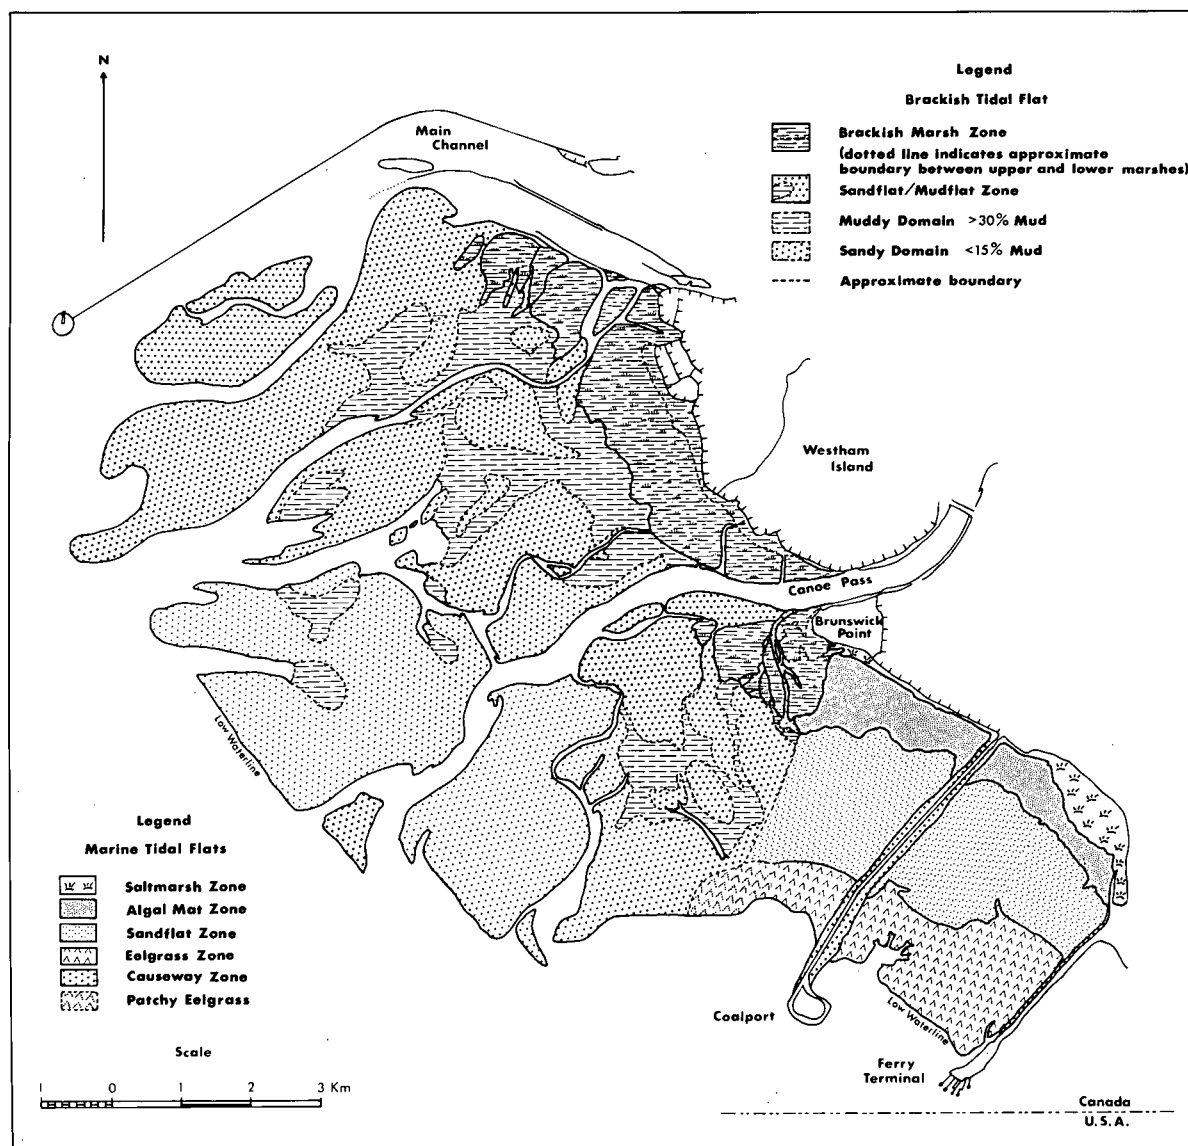 N
Main
Channel
Legend
Brackish Tidal Flat
Brackish Marsh Zone
(dotted line indicates approximate
boundary between upper and lower marshes)
Sandflat/Mudflat Zone
Muddy Domain >30% Mud
Sandy Domain <15% Mud
Approximate boundary
Westham
Island
Canoe Pass
Brunswick
Point
Low Waterline
Legend
Marine Tidal Flats
Saltmarsh Zone
Algal Mat Zone
Sandflat Zone
Eelgrass Zone
Causeway Zone
Patchy Eelgrass
Coalport
Low Waterline
Scale
1 0 1 2 3 Km
Ferry
Terminal
Canada
U.S.A.